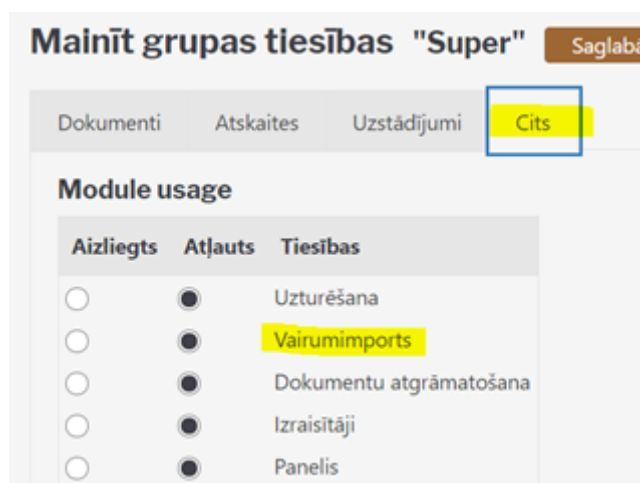 Mainīt grupas tiesības "Super"
Dokumenti Atskaites Uzstādījumi Cits
Module usage
Aizliegts Atļauts Tiesības
Uzturēšana
Vairumimports
Dokumentu atgrāmatošana
Izraisītāji
Panelis